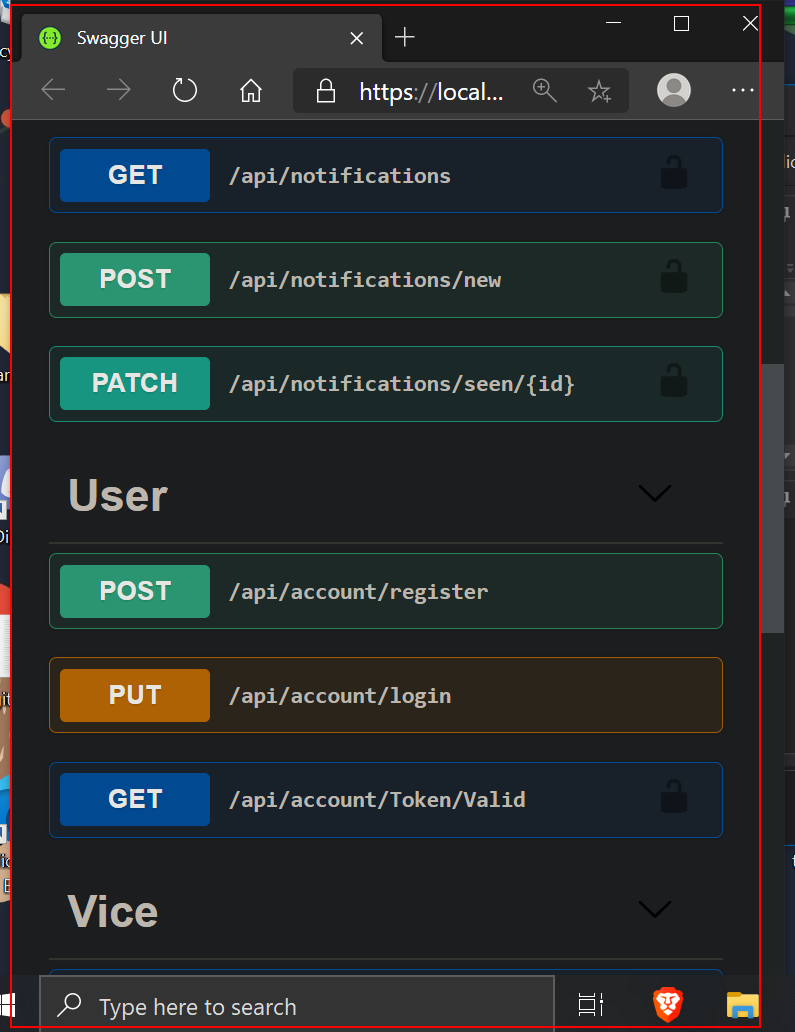 Swagger UI
https://local...
GET /api/notifications
POST /api/notifications/new
PATCH /api/notifications/seen/{id}
User
POST /api/account/register
PUT /api/account/login
GET /api/account/Token/Valid
Vice
Type here to search